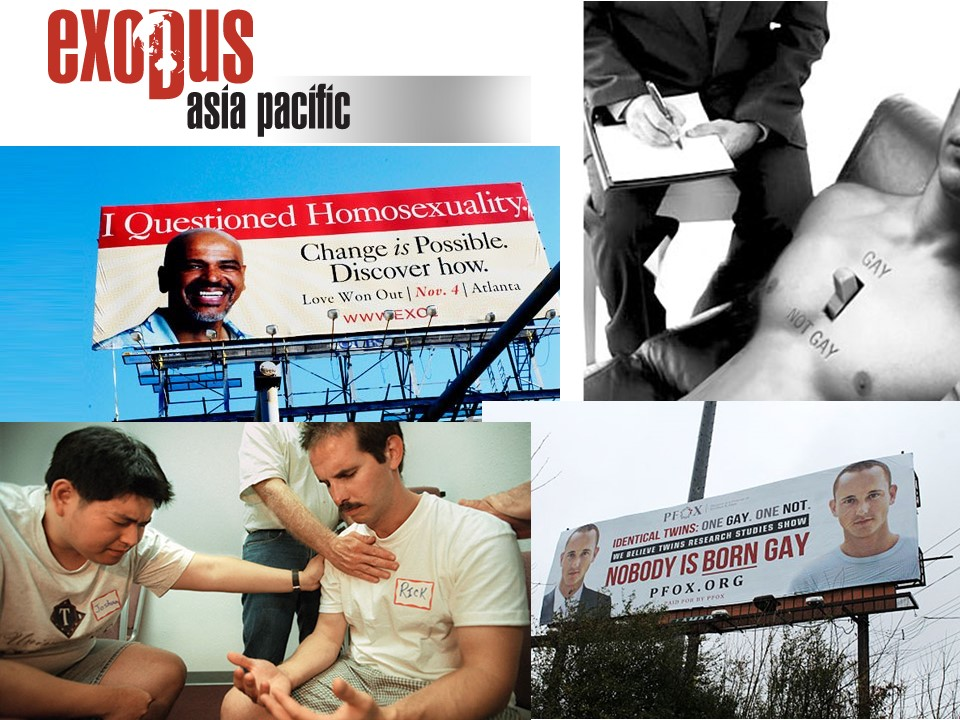 exodus
asia pacific
I Questioned Homosexuality.
Change is Possible.
Discover how.
Love Won Out | Nov. 4 | Atlanta
GAY
NOT GAY
Joshua
T
RICK
PFOX
IDENTICAL TWINS: ONE GAY. ONE NOT.
WE BELIEVE TWINS RESEARCH STUDIES SHOW
NOBODY IS BORN GAY
PFOX.ORG
PAID FOR BY PFOX